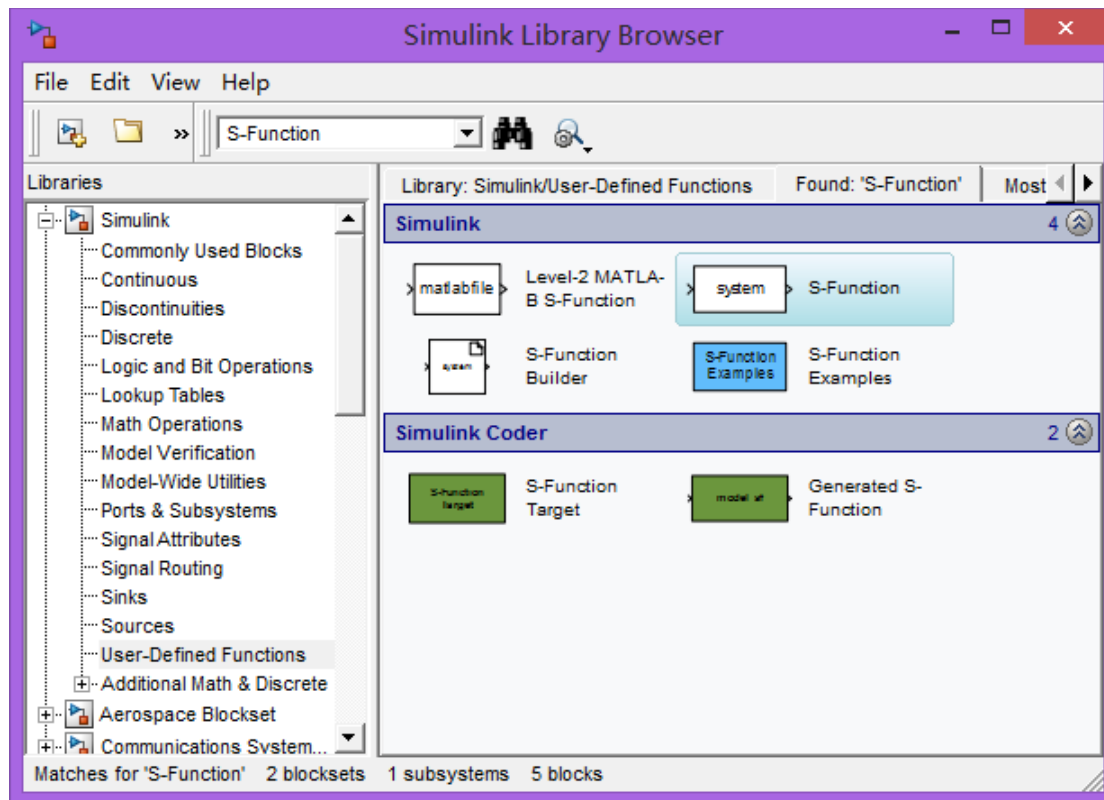 Simulink Library Browser
File Edit View Help
» S-Function
Libraries
Library: Simulink/User-Defined Functions Found: 'S-Function' Most
Simulink
Commonly Used Blocks
Continuous
Discontinuities
Discrete
Logic and Bit Operations
Lookup Tables
Math Operations
Model Verification
Model-Wide Utilities
Ports & Subsystems
Signal Attributes
Signal Routing
Sinks
Sources
User-Defined Functions
Additional Math & Discrete
Aerospace Blockset
Communications System...
Simulink 4
matlabfile
Level-2 MATLA-
B S-Function
system
S-Function
system
S-Function
Builder
S-Function
Examples
S-Function
Examples
Simulink Coder 2
S-Function
Target
S-Function
Target
model sf
Generated S-
Function
Matches for 'S-Function' 2 blocksets 1 subsystems 5 blocks